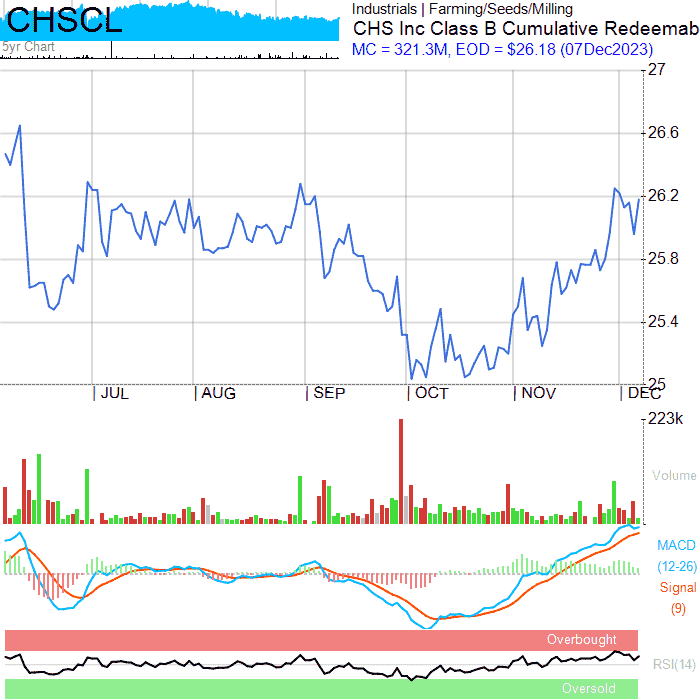 CHSCL
5yr Chart
Industrials | Farming/Seeds/Milling
CHS Inc Class B Cumulative Redeemab
MC = 321.3M, EOD = $26.18 (07Dec2023)
27
26.6
26.2
25.8
25.4
25
JUL AUG SEP OCT NOV DEC
223k
Volume
MACD
(12-26)
Signal
(9)
Overbought
RSI(14)
Oversold